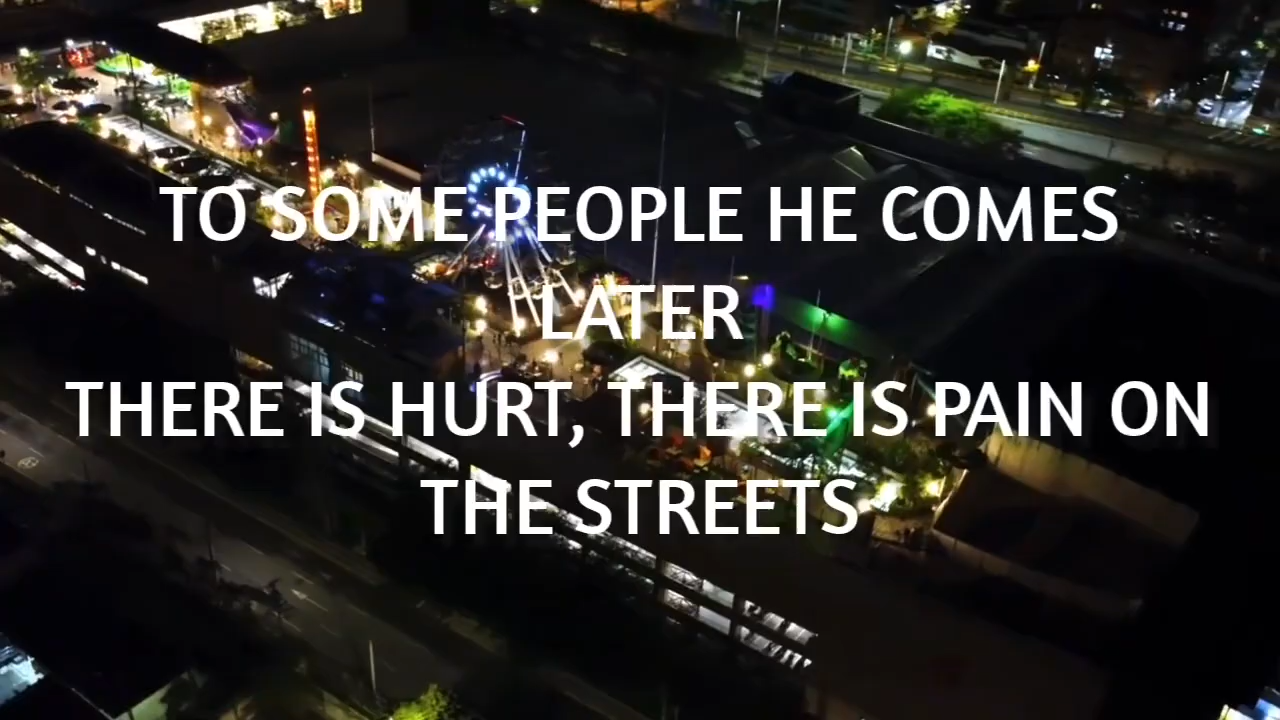 TO SOME PEOPLE HE COMES
LATER
THERE IS HURT, THERE IS PAIN ON
THE STREETS